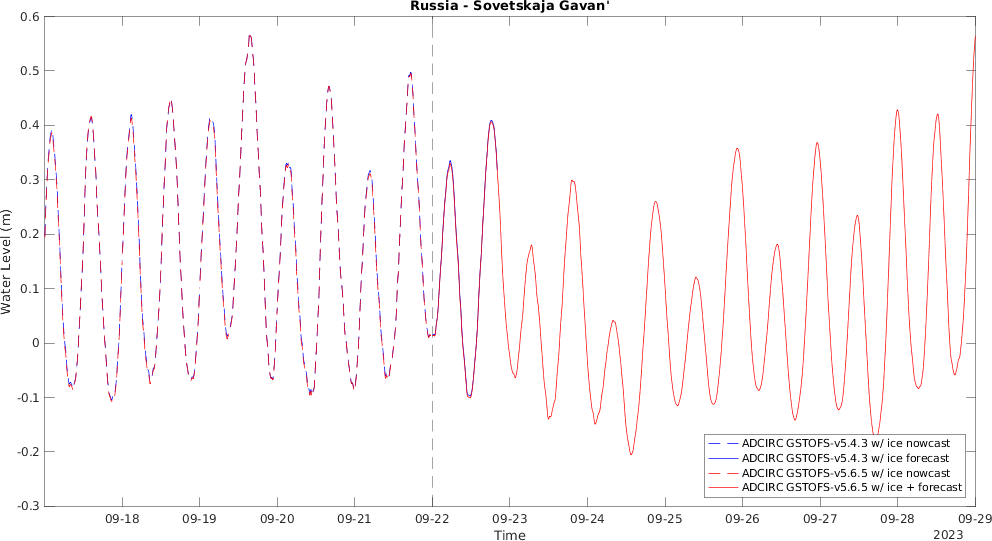 Russia - Sovetskaja Gavan'
0.6
0.5
0.4
0.3
0.2
0.1
0
-0.1
-0.2
-0.3
Water Level (m)
ADCIRC GSTOFS-v5.4.3 w/ ice nowcast
ADCIRC GSTOFS-v5.4.3 w/ ice forecast
ADCIRC GSTOFS-v5.6.5 w/ ice nowcast
ADCIRC GSTOFS-v5.6.5 w/ ice + forecast
09-18 09-19 09-20 09-21 09-22 09-23 09-24 09-25 09-26 09-27 09-28 09-29
Time
2023